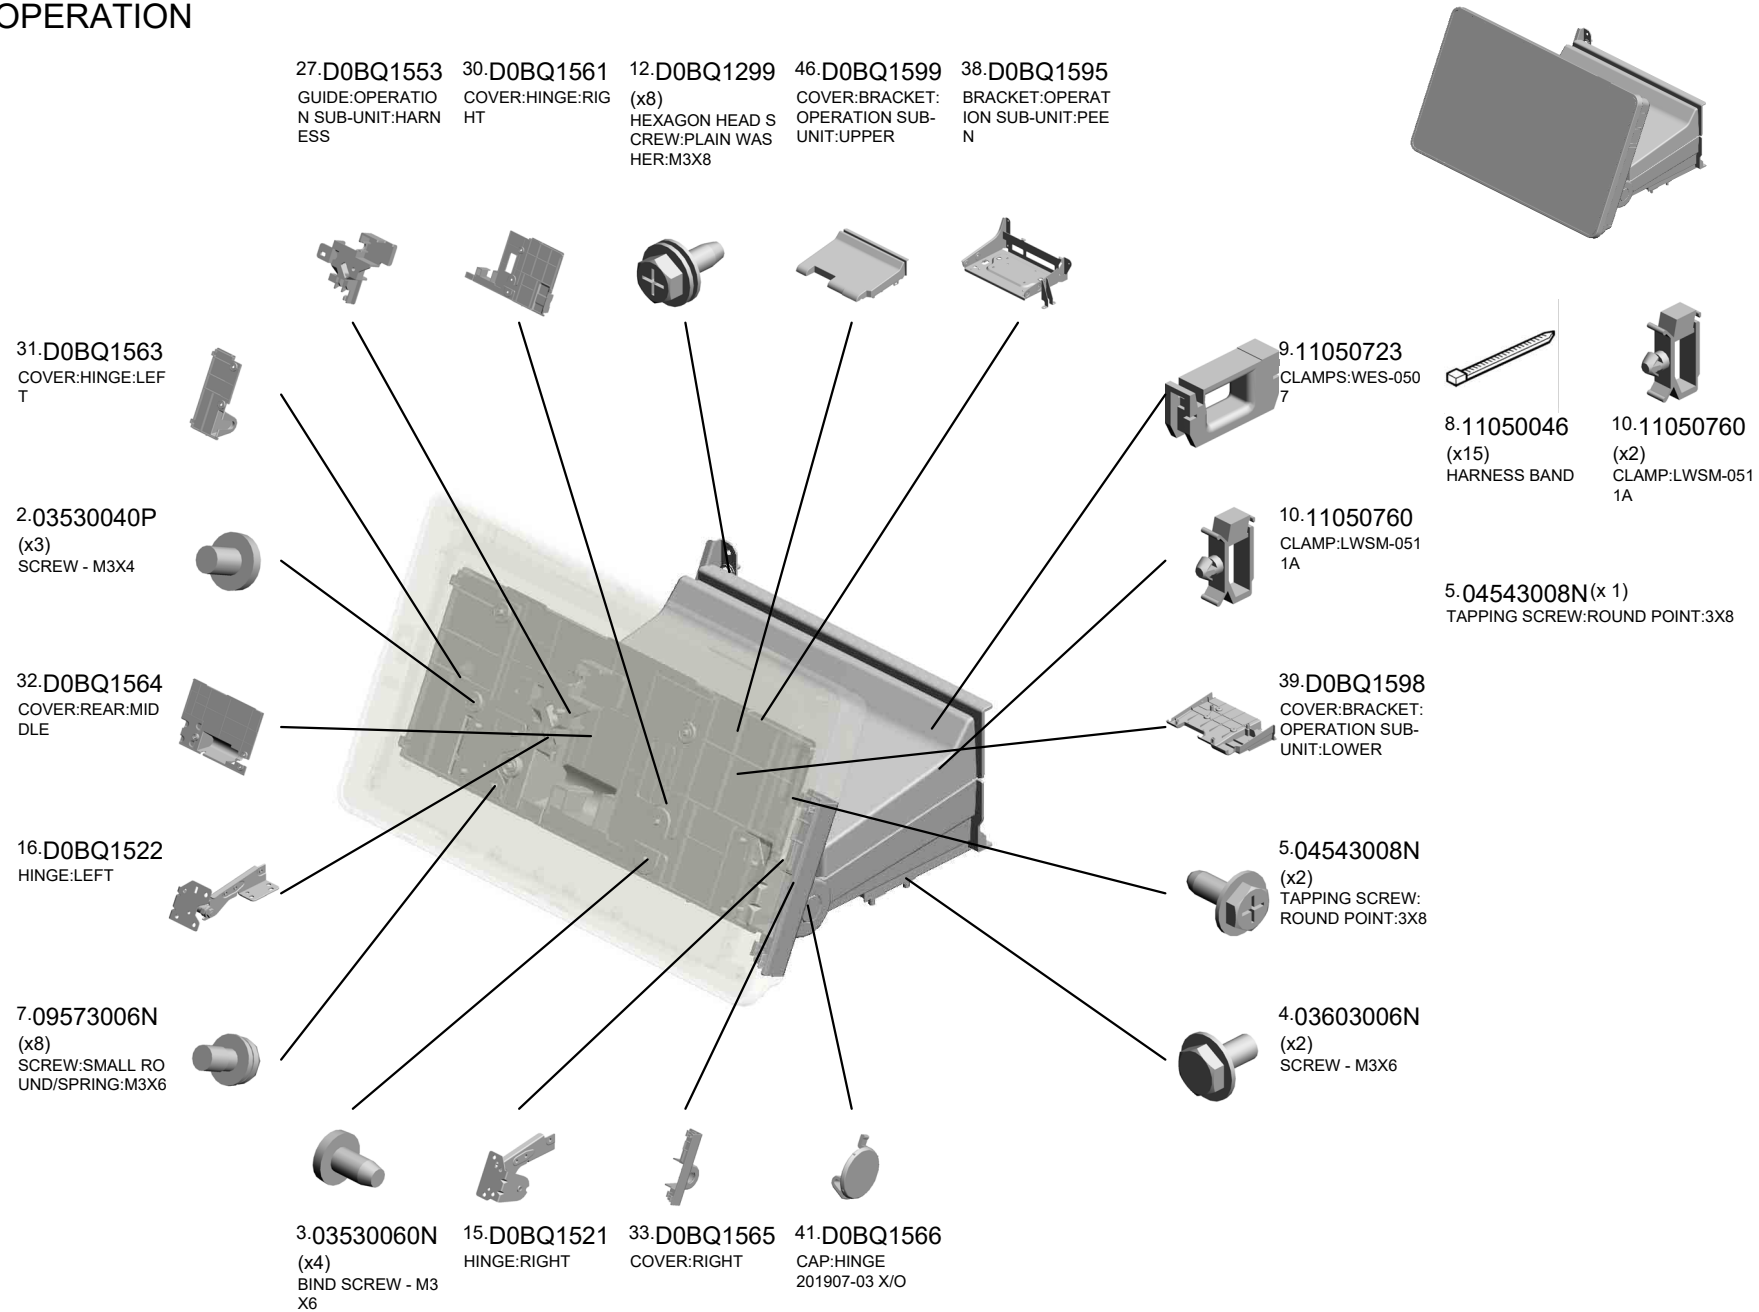 OPERATION
27.D0BQ1553
GUIDE:OPERATIO
N SUB-UNIT:HARN
ESS
30.D0BQ1561
COVER:HINGE:RIG
HT
12.D0BQ1299
(x8)
HEXAGON HEAD S
CREW:PLAIN WAS
HER:M3X8
46.D0BQ1599
COVER:BRACKET:
OPERATION SUB-
UNIT:UPPER
38.D0BQ1595
BRACKET:OPERAT
ION SUB-UNIT:PEE
N
31.D0BQ1563
COVER:HINGE:LEF
T
9.11050723
CLAMPS:WES-050
7
8.11050046
(x15)
HARNESS BAND
10.11050760
(x2)
CLAMP:LWSM-051
1A
2.03530040P
(x3)
SCREW - M3X4
10.11050760
CLAMP:LWSM-051
1A
5.04543008N(x 1)
TAPPING SCREW:ROUND POINT:3X8
32.D0BQ1564
COVER:REAR:MID
DLE
39.D0BQ1598
COVER:BRACKET:
OPERATION SUB-
UNIT:LOWER
16.D0BQ1522
HINGE:LEFT
5.04543008N
(x2)
TAPPING SCREW:
ROUND POINT:3X8
7.09573006N
(x8)
SCREW:SMALL RO
UND/SPRING:M3X6
4.03603006N
(x2)
SCREW - M3X6
3.03530060N
(x4)
BIND SCREW - M3
X6
15.D0BQ1521
HINGE:RIGHT
33.D0BQ1565
COVER:RIGHT
41.D0BQ1566
CAP:HINGE
201907-03 X/O